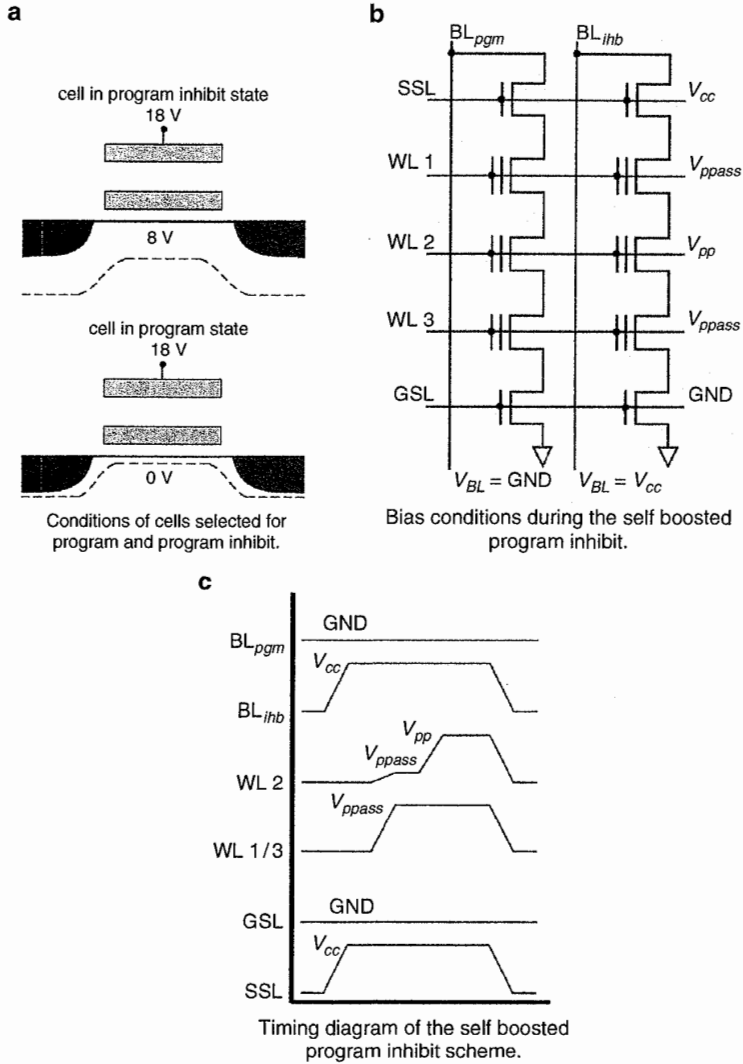 a
cell in program inhibit state
18 V
8 V
cell in program state
18 V
0 V
Conditions of cells selected for
program and program inhibit.
b
BLpgm
BLihb
SSL
Vcc
WL 1
Vppass
WL 2
Vpp
WL 3
Vppass
GSL
GND
VBL = GND
VBL = Vcc
Bias conditions during the self boosted
program inhibit.
c
GND
BLpgm
Vcc
BLihb
Vpp
Vppass
WL 2
Vppass
WL 1/3
GND
GSL
Vcc
SSL
Timing diagram of the self boosted
program inhibit scheme.